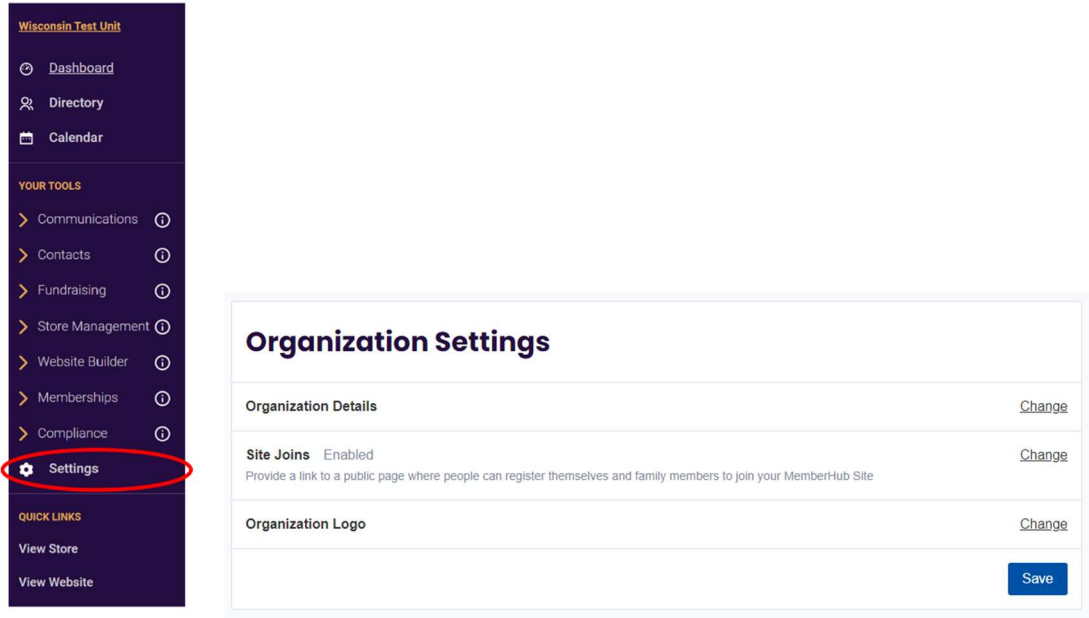 Wisconsin Test Unit
Dashboard
Directory
Calendar
YOUR TOOLS
Communications
Contacts
Fundraising
Store Management
Website Builder
Memberships
Compliance
Settings
QUICK LINKS
View Store
View Website
Organization Settings
Organization Details Change
Site Joins Enabled Change
Provide a link to a public page where people can register themselves and family members to join your MemberHub Site
Organization Logo Change
Save